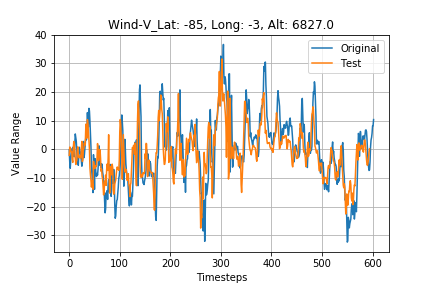 Wind-V_Lat: -85, Long: -3, Alt: 6827.0
Original
Test
Value Range
40
30
20
10
0
−10
−20
−30
0 100 200 300 400 500 600
Timesteps